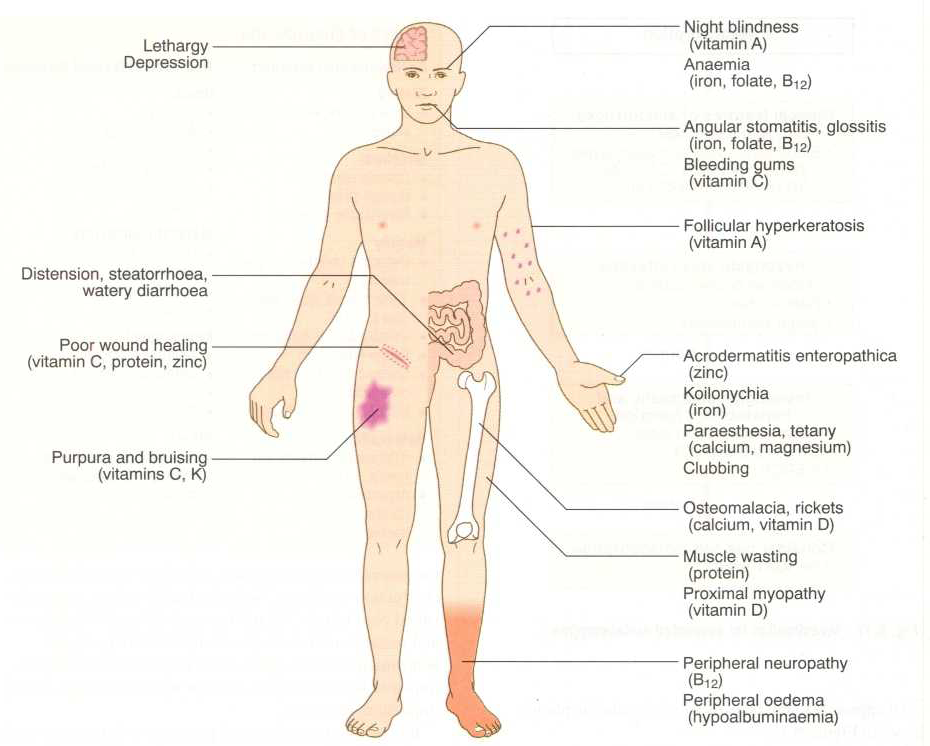 Lethargy
Depression
Distension, steatorrhoea,
watery diarrhoea
Poor wound healing
(vitamin C, protein, zinc)
Purpura and bruising
(vitamins C, K)
Night blindness
(vitamin A)
Anaemia
(iron, folate, B₁₂)
Angular stomatitis, glossitis
(iron, folate, B₁₂)
Bleeding gums
(vitamin C)
Follicular hyperkeratosis
(vitamin A)
Acrodermatitis enteropathica
(zinc)
Koilonychia
(iron)
Paraesthesia, tetany
(calcium, magnesium)
Clubbing
Osteomalacia, rickets
(calcium, vitamin D)
Muscle wasting
(protein)
Proximal myopathy
(vitamin D)
Peripheral neuropathy
(B₁₂)
Peripheral oedema
(hypoalbuminaemia)